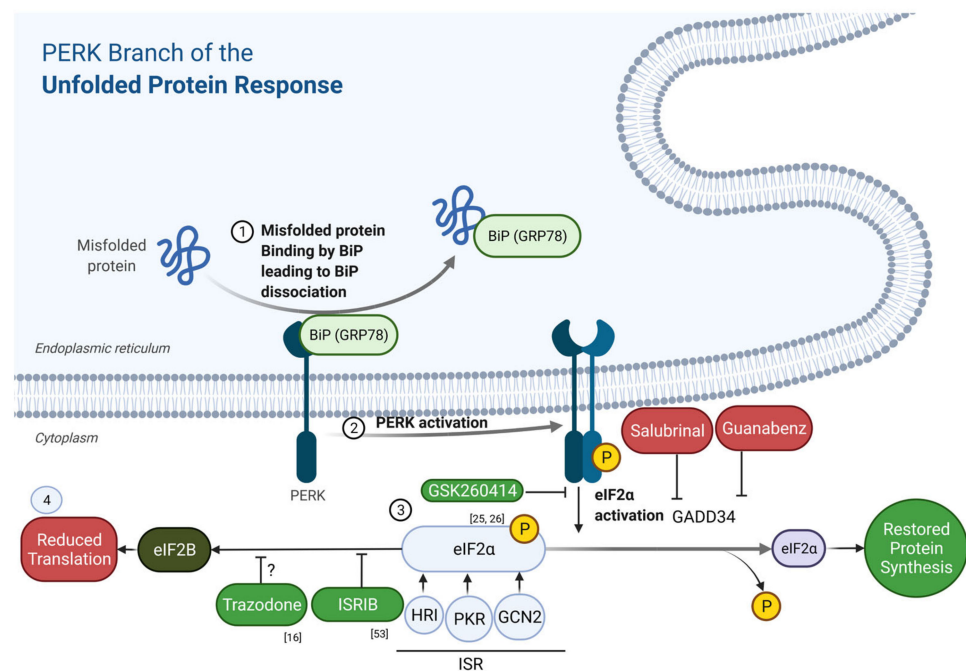 PERK Branch of the
Unfolded Protein Response
Misfolded
protein
1
Misfolded protein
Binding by BiP
leading to BiP
dissociation
BiP (GRP78)
BiP (GRP78)
Endoplasmic reticulum
Cytoplasm
2
PERK activation
PERK
P
Salubrinal
Guanabenz
GSK260414
eIF2α
activation
GADD34
4
Reduced
Translation
eIF2B
3
[25, 26]
P
eIF2α
eIF2α
Restored
Protein
Synthesis
?
Trazodone
[16]
ISRIB
[53]
HRI
PKR
GCN2
P
ISR